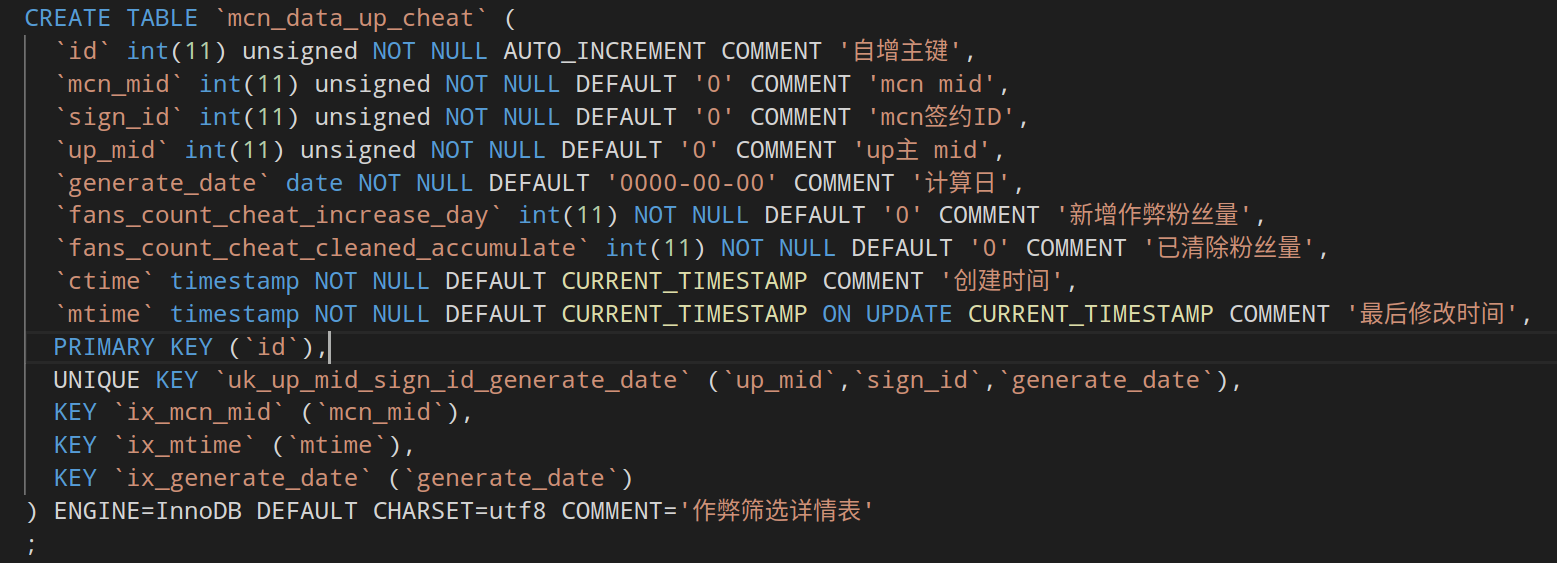 CREATE TABLE `mcn_data_up_cheat` (
`id` int(11) unsigned NOT NULL AUTO_INCREMENT COMMENT '自增主键',
`mcn_mid` int(11) unsigned NOT NULL DEFAULT '0' COMMENT 'mcn mid',
`sign_id` int(11) unsigned NOT NULL DEFAULT '0' COMMENT 'mcn签约ID',
`up_mid` int(11) unsigned NOT NULL DEFAULT '0' COMMENT 'up主 mid',
`generate_date` date NOT NULL DEFAULT '0000-00-00' COMMENT '计算日',
`fans_count_cheat_increase_day` int(11) NOT NULL DEFAULT '0' COMMENT '新增作弊粉丝量',
`fans_count_cheat_cleaned_accumulate` int(11) NOT NULL DEFAULT '0' COMMENT '已清除粉丝量',
`ctime` timestamp NOT NULL DEFAULT CURRENT_TIMESTAMP COMMENT '创建时间',
`mtime` timestamp NOT NULL DEFAULT CURRENT_TIMESTAMP ON UPDATE CURRENT_TIMESTAMP COMMENT '最后修改时间',
PRIMARY KEY (`id`),
UNIQUE KEY `uk_up_mid_sign_id_generate_date` (`up_mid`,`sign_id`,`generate_date`),
KEY `ix_mcn_mid` (`mcn_mid`),
KEY `ix_mtime` (`mtime`),
KEY `ix_generate_date` (`generate_date`)
) ENGINE=InnoDB DEFAULT CHARSET=utf8 COMMENT='作弊筛选详情表'
;